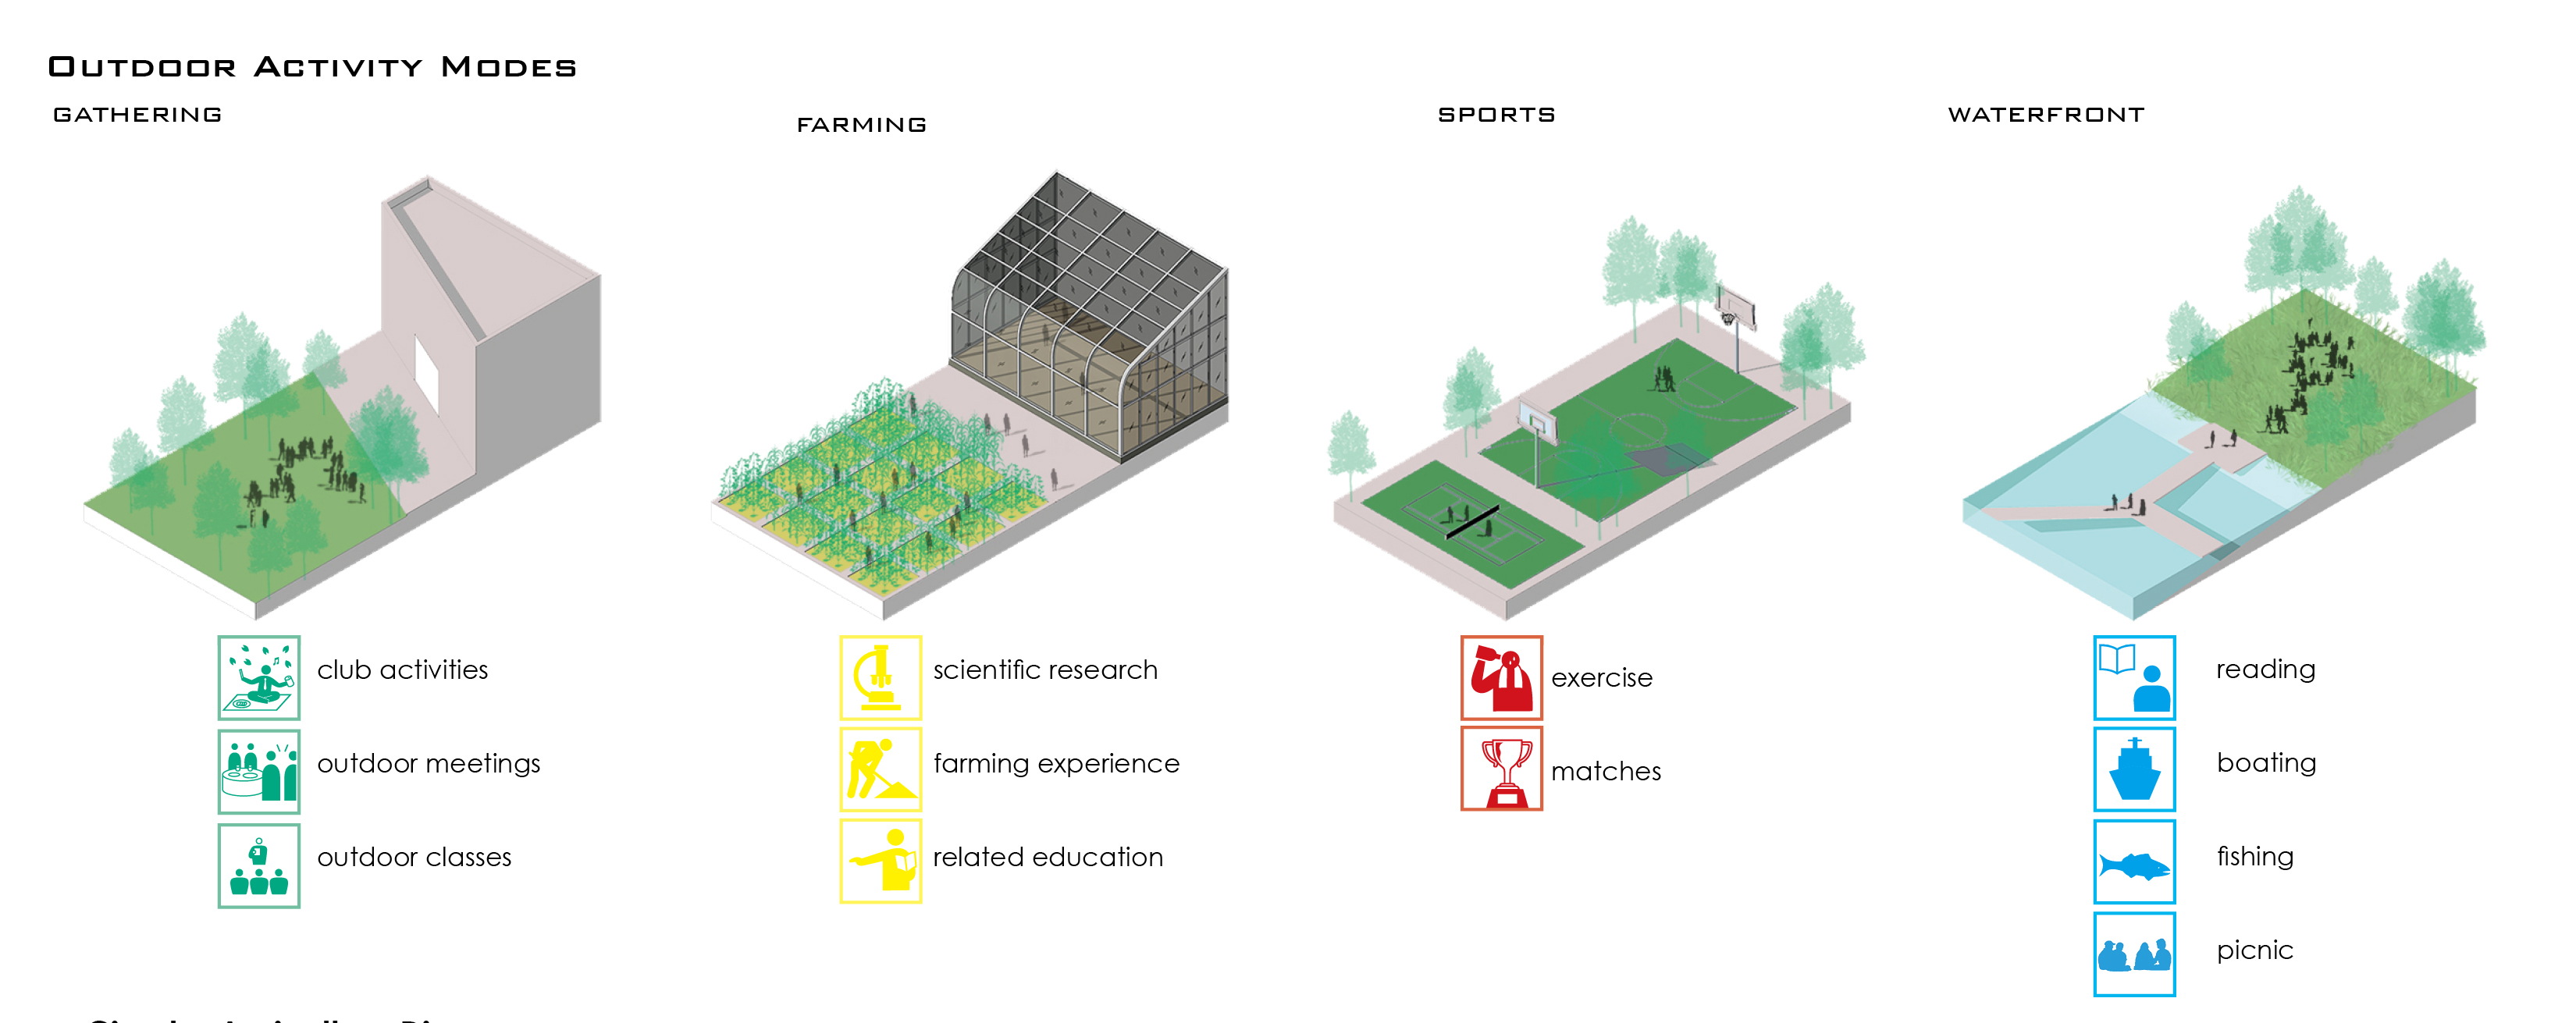 OUTDOOR ACTIVITY MODES
GATHERING
FARMING
SPORTS
WATERFRONT
club activities
outdoor meetings
outdoor classes
scientific research
farming experience
related education
exercise
matches
reading
boating
fishing
picnic